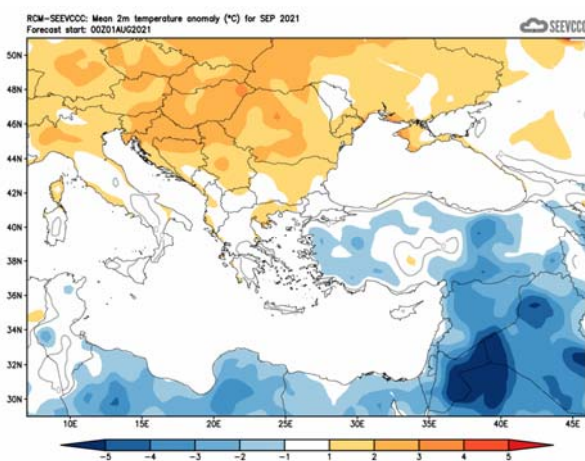 RCM-SEEVCCC: Mean 2m temperature anomaly (°C) for SEP 2021
Forecast start: 00Z01AUG2021
SEEVCCC
50N
48N
46N
44N
42N
40N
38N
36N
34N
32N
30N
10E 15E 20E 25E 30E 35E 40E 45E
-5 -4 -3 -2 -1 1 2 3 4 5